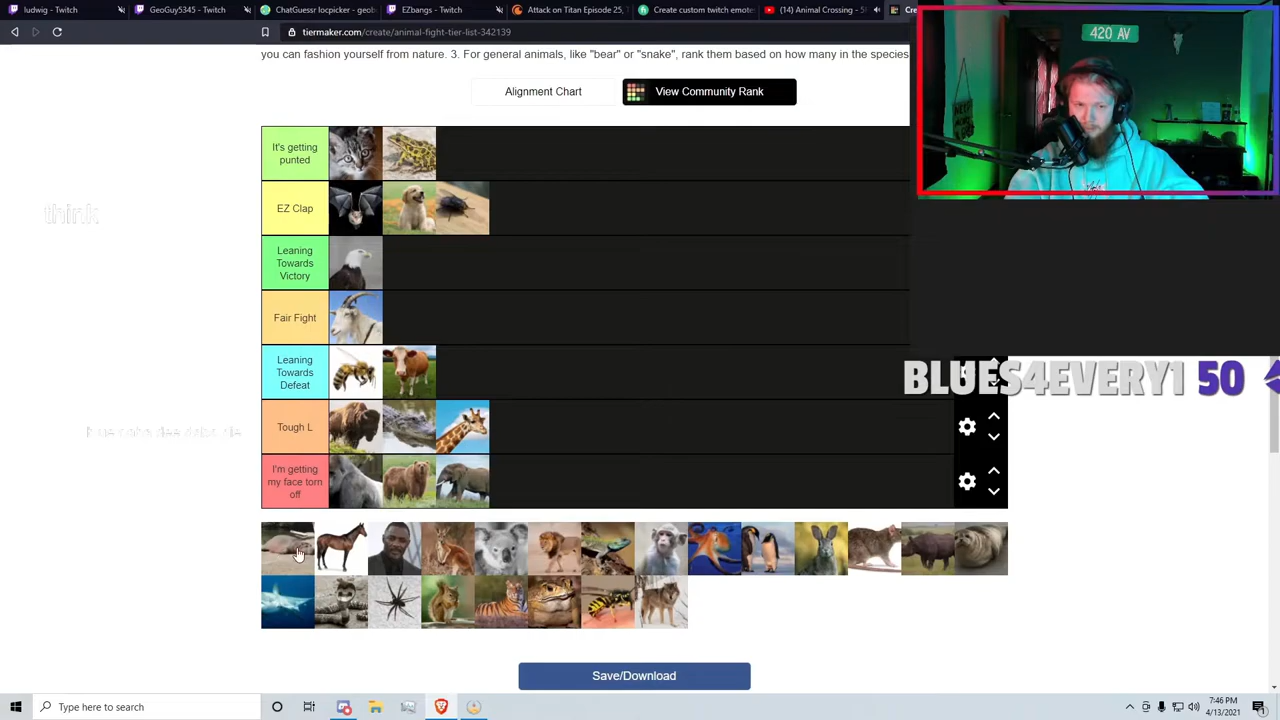 ludwig - Twitch
GeoGuy5345 - Twitch
ChatGuessr locpicker - geob
EZbangs - Twitch
Attack on Titan Episode 25,
Create custom twitch emote
(14) Animal Crossing - 5
Cre
tiermaker.com/create/animal-fight-tier-list-342139
you can fashion yourself from nature. 3. For general animals, like "bear" or "snake", rank them based on how many in the species
Alignment Chart
View Community Rank
420 AV
It's getting
punted
think
EZ Clap
Leaning
Towards
Victory
Fair Fight
Leaning
Towards
Defeat
BLUES4EVERY1 50
Tough L
I'm getting
my face torn
off
Save/Download
Type here to search
7:46 PM
4/13/2021